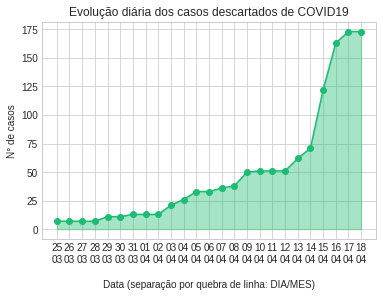 Evolução diária dos casos descartados de COVID19
175
150
125
100
75
50
25
0
N° de casos
25 26 27 28 29 30 31 01 02 03 04 05 06 07 08 09 10 11 12 13 14 15 16 17 18
03 03 03 03 03 03 03 04 04 04 04 04 04 04 04 04 04 04 04 04 04 04 04 04 04
Data (separação por quebra de linha: DIA/MES)